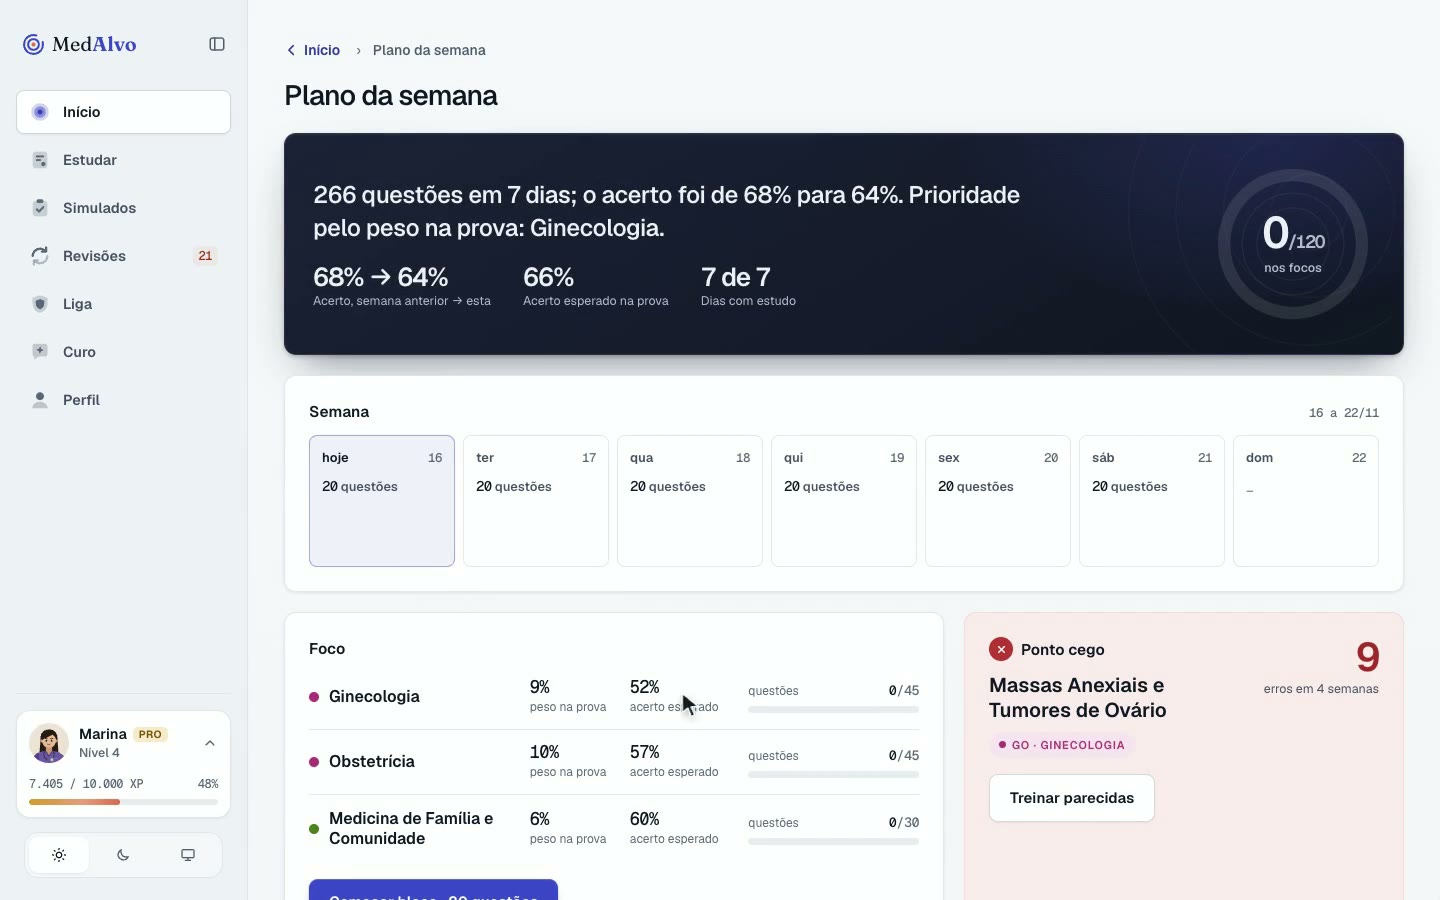 MedAlvo
Início
Estudar
Simulados
Revisões 21
Liga
Curo
Perfil
Marina PRO
Nível 4
7.405 / 10.000 XP 48%
Início › Plano da semana
Plano da semana
266 questões em 7 dias; o acerto foi de 68% para 64%. Prioridade
pelo peso na prova: Ginecologia.
68% → 64% 66% 7 de 7
Acerto, semana anterior → esta Acerto esperado na prova Dias com estudo
0/120
nos focos
Semana 16 a 22/11
hoje 16 ter 17 qua 18 qui 19 sex 20 sáb 21 dom 22
20 questões 20 questões 20 questões 20 questões 20 questões 20 questões –
Foco
Ginecologia 9% peso na prova 52% acerto esperado questões 0/45
Obstetrícia 10% peso na prova 57% acerto esperado questões 0/45
Medicina de Família e
Comunidade 6% peso na prova 60% acerto esperado questões 0/30
Ponto cego 9
erros em 4 semanas
Massas Anexiais e
Tumores de Ovário
GO · GINECOLOGIA
Treinar parecidas